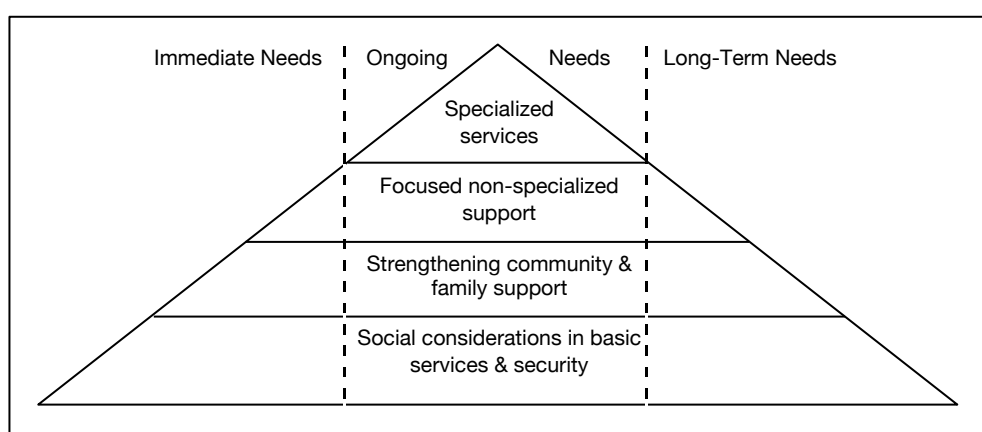 Immediate Needs Ongoing Needs Long-Term Needs
Specialized
services
Focused non-specialized
support
Strengthening community &
family support
Social considerations in basic
services & security